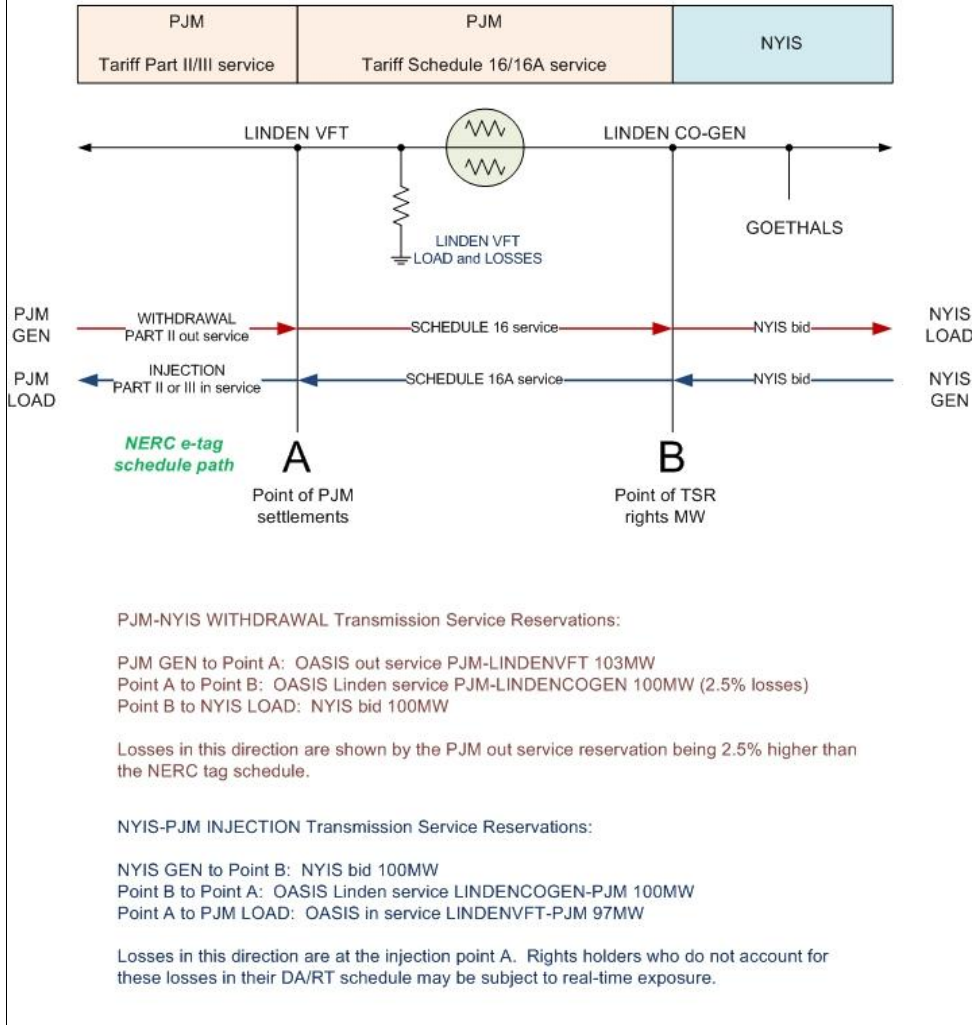 PJM
Tariff Part II/III service
PJM
Tariff Schedule 16/16A service
NYIS
LINDEN VFT
LINDEN CO-GEN
GOETHALS
LINDEN VFT
LOAD and LOSSES
PJM
GEN
WITHDRAWAL
PART II out service
SCHEDULE 16 service
NYIS bid
NYIS
LOAD
PJM
LOAD
INJECTION
PART II or III in service
SCHEDULE 16A service
NYIS bid
NYIS
GEN
NERC e-tag
schedule path
A
Point of PJM
settlements
B
Point of TSR
rights MW
PJM-NYIS WITHDRAWAL Transmission Service Reservations:
PJM GEN to Point A: OASIS out service PJM-LINDENVFT 103MW
Point A to Point B: OASIS Linden service PJM-LINDENCOGEN 100MW (2.5% losses)
Point B to NYIS LOAD: NYIS bid 100MW
Losses in this direction are shown by the PJM out service reservation being 2.5% higher than
the NERC tag schedule.
NYIS-PJM INJECTION Transmission Service Reservations:
NYIS GEN to Point B: NYIS bid 100MW
Point B to Point A: OASIS Linden service LINDENCOGEN-PJM 100MW
Point A to PJM LOAD: OASIS in service LINDENVFT-PJM 97MW
Losses in this direction are at the injection point A. Rights holders who do not account for
these losses in their DA/RT schedule may be subject to real-time exposure.